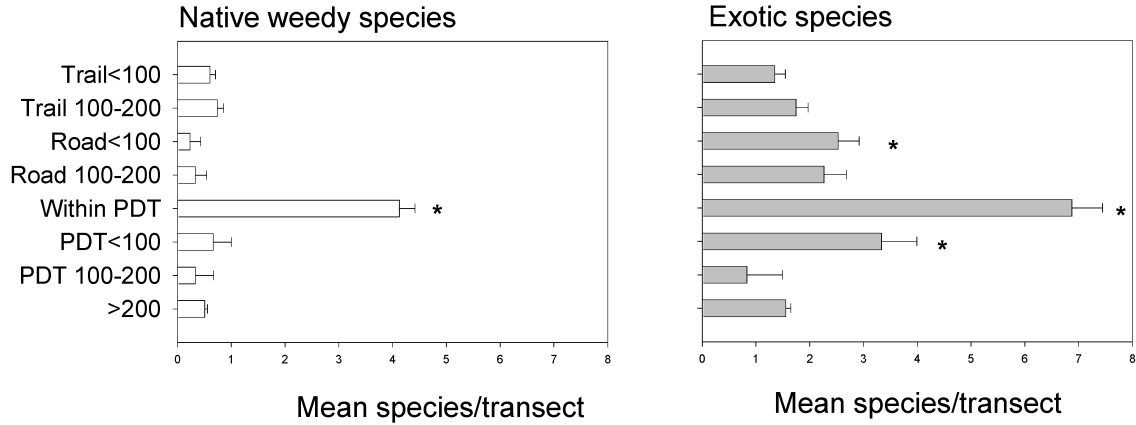 Native weedy species
Exotic species
Trail<100
Trail 100-200
Road<100
Road 100-200
Within PDT
PDT<100
PDT 100-200
>200
*
*
*
*
0 1 2 3 4 5 6 7 8
0 1 2 3 4 5 6 7 8
Mean species/transect
Mean species/transect